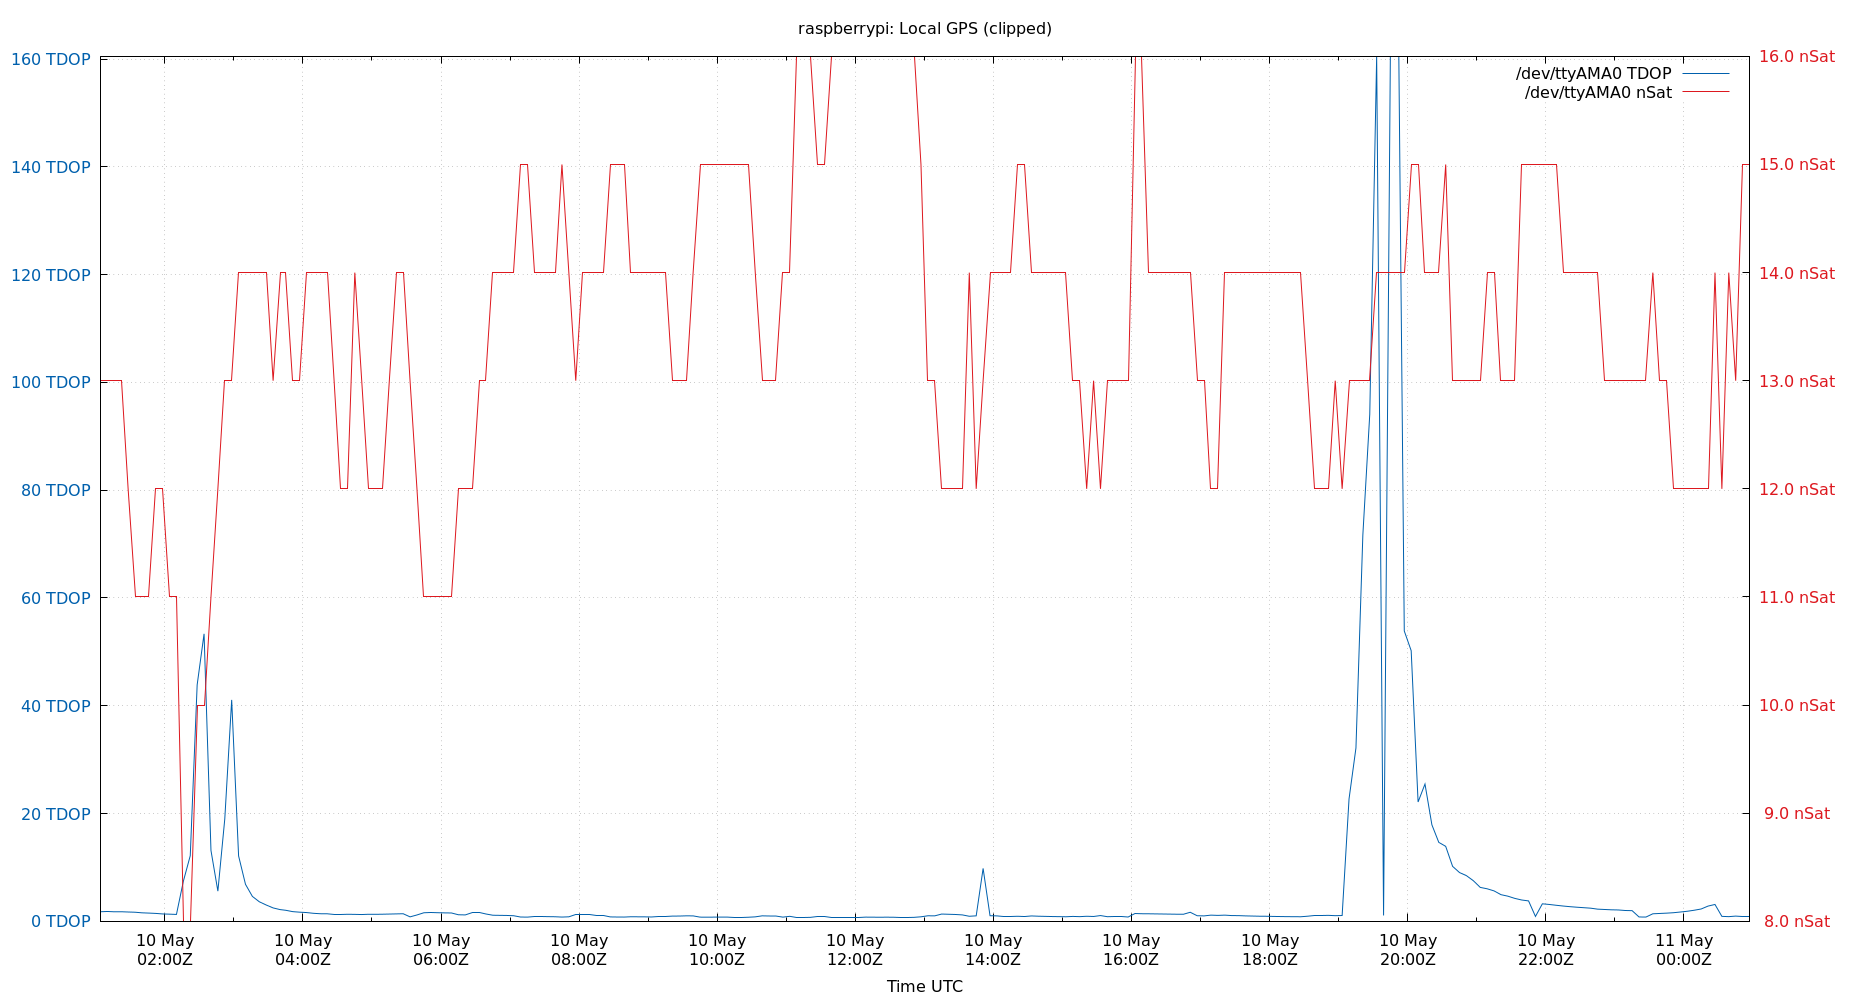 raspberrypi: Local GPS (clipped)
/dev/ttyAMA0 TDOP
/dev/ttyAMA0 nSat
160 TDOP
140 TDOP
120 TDOP
100 TDOP
80 TDOP
60 TDOP
40 TDOP
20 TDOP
0 TDOP
16.0 nSat
15.0 nSat
14.0 nSat
13.0 nSat
12.0 nSat
11.0 nSat
10.0 nSat
9.0 nSat
8.0 nSat
10 May
02:00Z
10 May
04:00Z
10 May
06:00Z
10 May
08:00Z
10 May
10:00Z
10 May
12:00Z
10 May
14:00Z
10 May
16:00Z
10 May
18:00Z
10 May
20:00Z
10 May
22:00Z
11 May
00:00Z
Time UTC